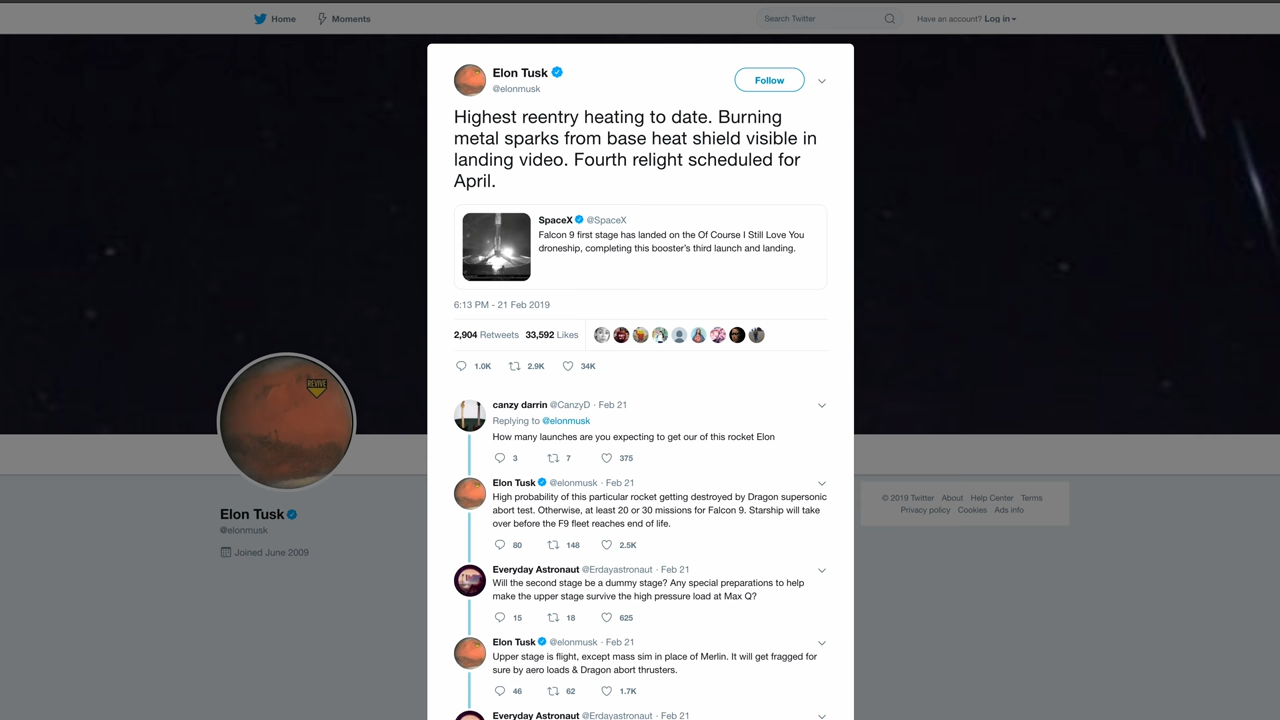 Home
Moments
Search Twitter
Have an account? Log in
Elon Tusk
@elonmusk
Follow
Highest reentry heating to date. Burning
metal sparks from base heat shield visible in
landing video. Fourth relight scheduled for
April.
SpaceX @SpaceX
Falcon 9 first stage has landed on the Of Course I Still Love You
droneship, completing this booster's third launch and landing.
6:13 PM - 21 Feb 2019
2,904 Retweets 33,592 Likes
1.0K 2.9K 34K
canzy darrin @CanzyD · Feb 21
Replying to @elonmusk
How many launches are you expecting to get our of this rocket Elon
3 7 375
Elon Tusk @elonmusk · Feb 21
High probability of this particular rocket getting destroyed by Dragon supersonic
abort test. Otherwise, at least 20 or 30 missions for Falcon 9. Starship will take
over before the F9 fleet reaches end of life.
80 148 2.5K
Everyday Astronaut @Erdayastronaut · Feb 21
Will the second stage be a dummy stage? Any special preparations to help
make the upper stage survive the high pressure load at Max Q?
15 18 625
Elon Tusk @elonmusk · Feb 21
Upper stage is flight, except mass sim in place of Merlin. It will get fragged for
sure by aero loads & Dragon abort thrusters.
46 62 1.7K
Everyday Astronaut @Erdayastronaut · Feb 21
REVIVE
Elon Tusk
@elonmusk
Joined June 2009
© 2019 Twitter About Help Center Terms
Privacy policy Cookies Ads info